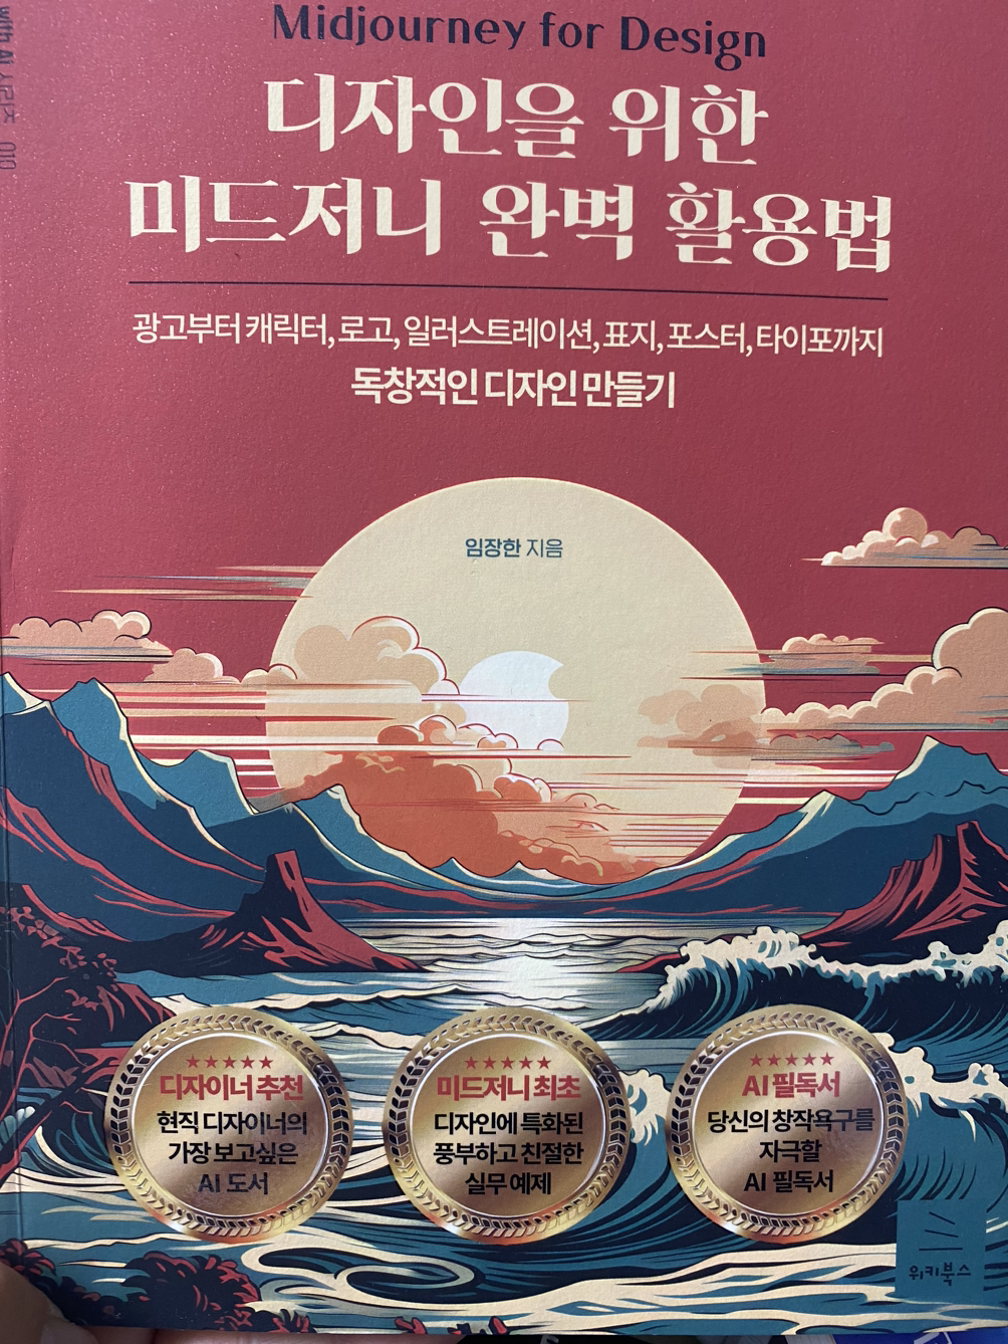 Midjourney for Design
디자인을 위한
미드저니 완벽 활용법
광고부터 캐릭터, 로고, 일러스트레이션, 표지, 포스터, 타이포까지
독창적인 디자인 만들기
임장한 지음
★★★★★
디자이너 추천
현직 디자이너의
가장 보고싶은
AI 도서
★★★★★
미드저니 최초
디자인에 특화된
풍부하고 친절한
실무 예제
★★★★★
AI 필독서
당신의 창작욕구를
자극할
AI 필독서
위키북스